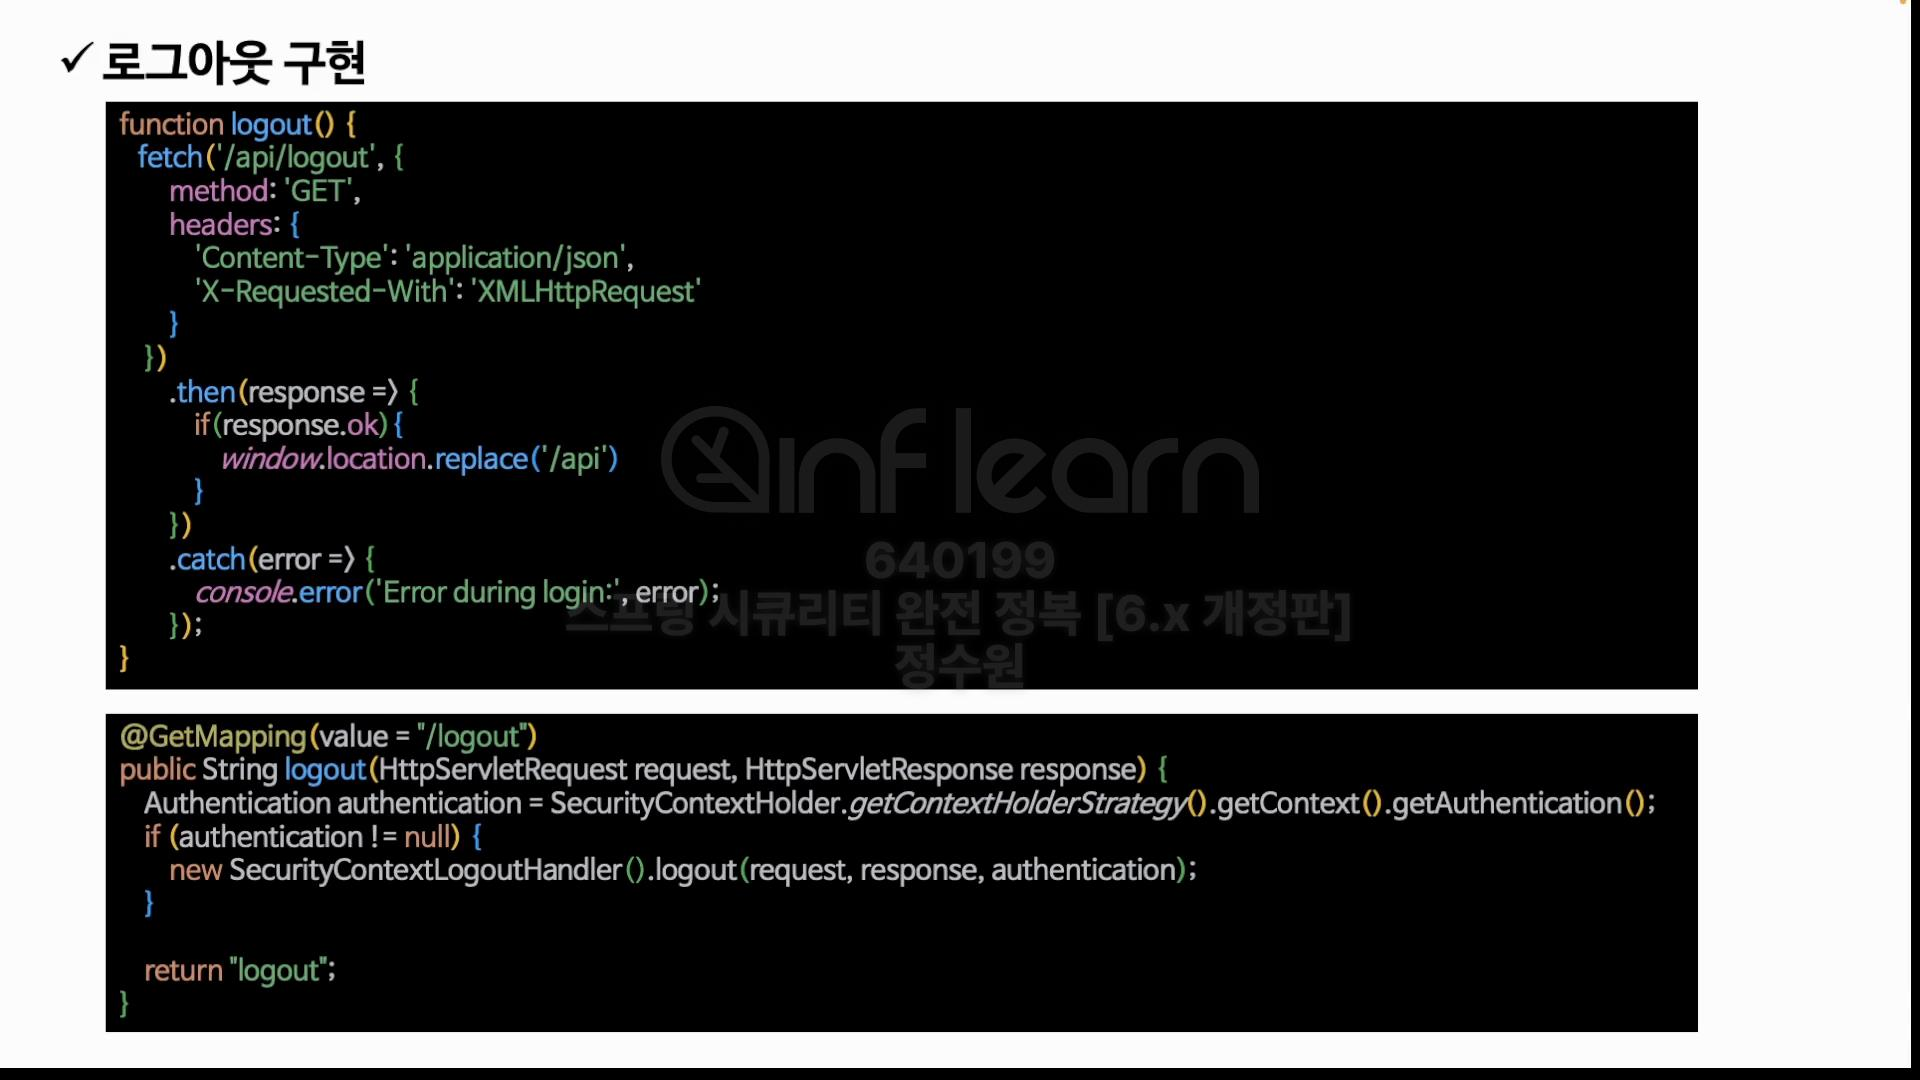 ✓ 로그아웃 구현
function logout() {
fetch('/api/logout', {
method: 'GET',
headers: {
'Content-Type': 'application/json',
'X-Requested-With': 'XMLHttpRequest'
}
})
.then(response => {
if(response.ok){
window.location.replace('/api')
}
})
.catch(error => {
console.error('Error during login:', error);
});
}
inflearn
640199
스프링 시큐리티 완전 정복 [6.x 개정판]
정수원
@GetMapping(value = "/logout")
public String logout(HttpServletRequest request, HttpServletResponse response) {
Authentication authentication = SecurityContextHolder.getContextHolderStrategy().getContext().getAuthentication();
if (authentication != null) {
new SecurityContextLogoutHandler().logout(request, response, authentication);
}
return "logout";
}